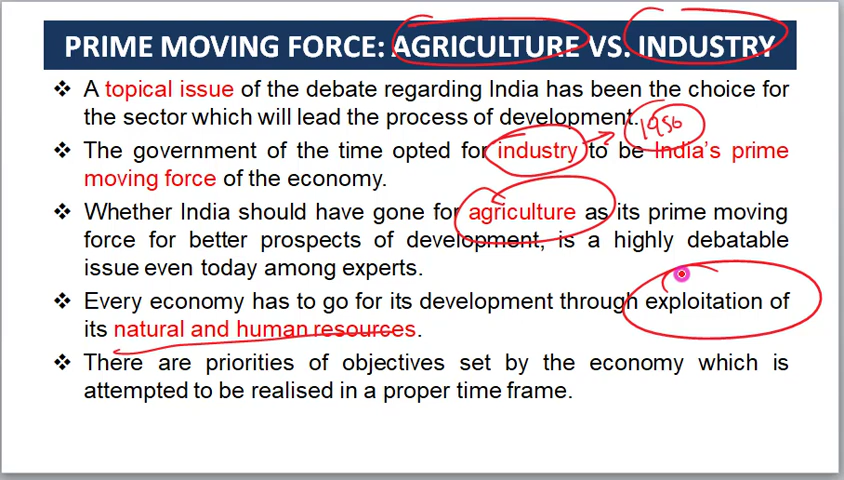 PRIME MOVING FORCE: AGRICULTURE VS. INDUSTRY
❖ A topical issue of the debate regarding India has been the choice for
the sector which will lead the process of development.
1956
❖ The government of the time opted for industry to be India's prime
moving force of the economy.
❖ Whether India should have gone for agriculture as its prime moving
force for better prospects of development, is a highly debatable
issue even today among experts.
❖ Every economy has to go for its development through exploitation of
its natural and human resources.
❖ There are priorities of objectives set by the economy which is
attempted to be realised in a proper time frame.